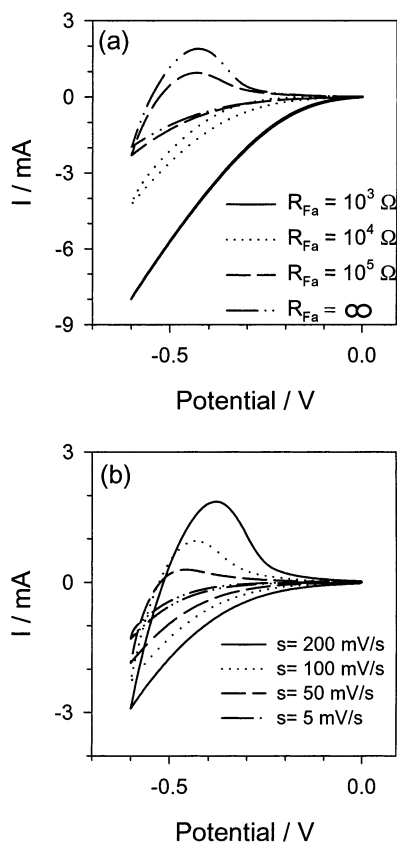 3
(a)
0
-3
-6
-9
I / mA
R_Fa = 10^3 Ω
R_Fa = 10^4 Ω
R_Fa = 10^5 Ω
R_Fa = ∞
-0.5 0.0
Potential / V
3
(b)
0
-3
I / mA
s= 200 mV/s
s= 100 mV/s
s= 50 mV/s
s= 5 mV/s
-0.5 0.0
Potential / V